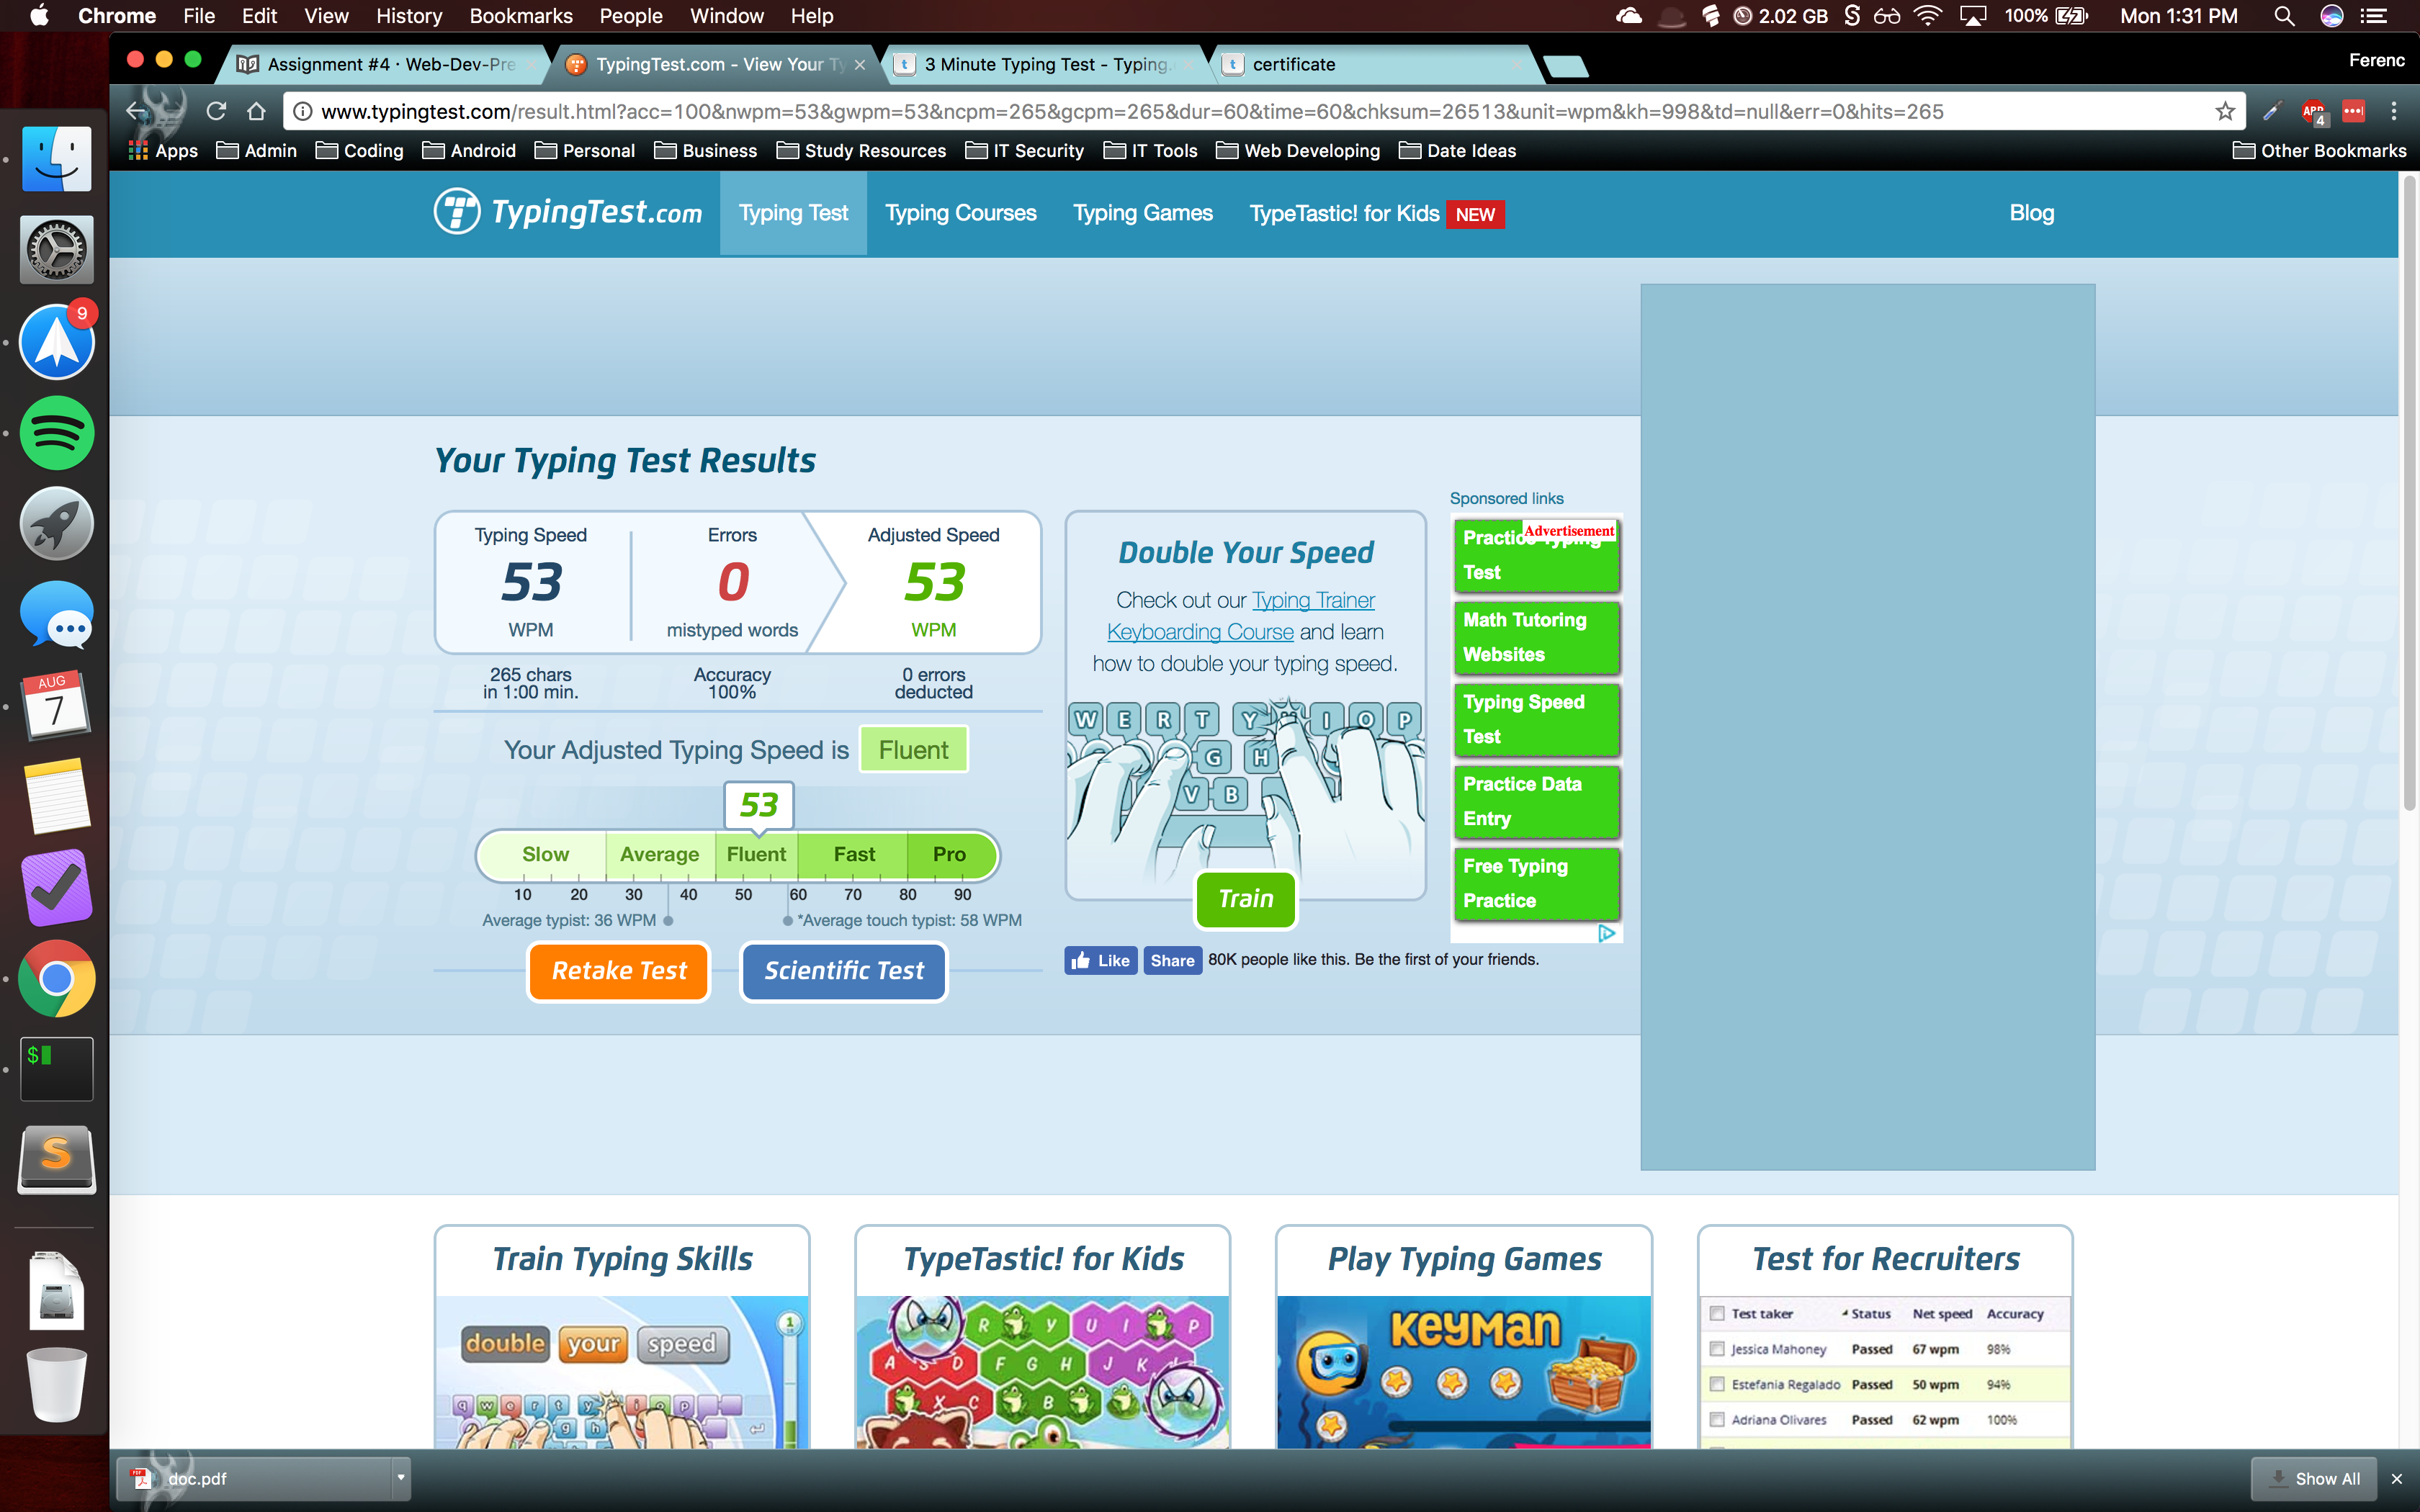 Chrome File Edit View History Bookmarks People Window Help
2.02 GB 100% Mon 1:31 PM
Assignment #4 · Web-Dev-Pre
TypingTest.com - View Your Ty
3 Minute Typing Test - Typing.
certificate
Ferenc
www.typingtest.com/result.html?acc=100&nwpm=53&gwpm=53&ncpm=265&gcpm=265&dur=60&time=60&chksum=26513&unit=wpm&kh=998&td=null&err=0&hits=265
ABP
4
Apps Admin Coding Android Personal Business Study Resources IT Security IT Tools Web Developing Date Ideas Other Bookmarks
9
AUG
7
$
S
TypingTest.com
Typing Test Typing Courses Typing Games TypeTastic! for Kids NEW Blog
Your Typing Test Results
Typing Speed
53
WPM
265 chars
in 1:00 min.
Errors
0
mistyped words
Accuracy
100%
Adjusted Speed
53
WPM
0 errors
deducted
Your Adjusted Typing Speed is Fluent
53
Slow Average Fluent Fast Pro
10 20 30 40 50 60 70 80 90
Average typist: 36 WPM *Average touch typist: 58 WPM
Retake Test Scientific Test
Double Your Speed
Check out our Typing Trainer
Keyboarding Course and learn
how to double your typing speed.
W E R T Y I O P
G H
V B
Train
Like Share 80K people like this. Be the first of your friends.
Sponsored links
Advertisement
Practice Typing
Test
Math Tutoring
Websites
Typing Speed
Test
Practice Data
Entry
Free Typing
Practice
Train Typing Skills
double your speed
1
q w e r t y i o p
g h
TypeTastic! for Kids
R Y U I P
A S D F G H J K
X C B
Play Typing Games
KEYMAN
Test for Recruiters
Test taker Status Net speed Accuracy
Jessica Mahoney Passed 67 wpm 98%
Estefania Regalado Passed 50 wpm 94%
Adriana Olivares Passed 62 wpm 100%
doc.pdf
Show All